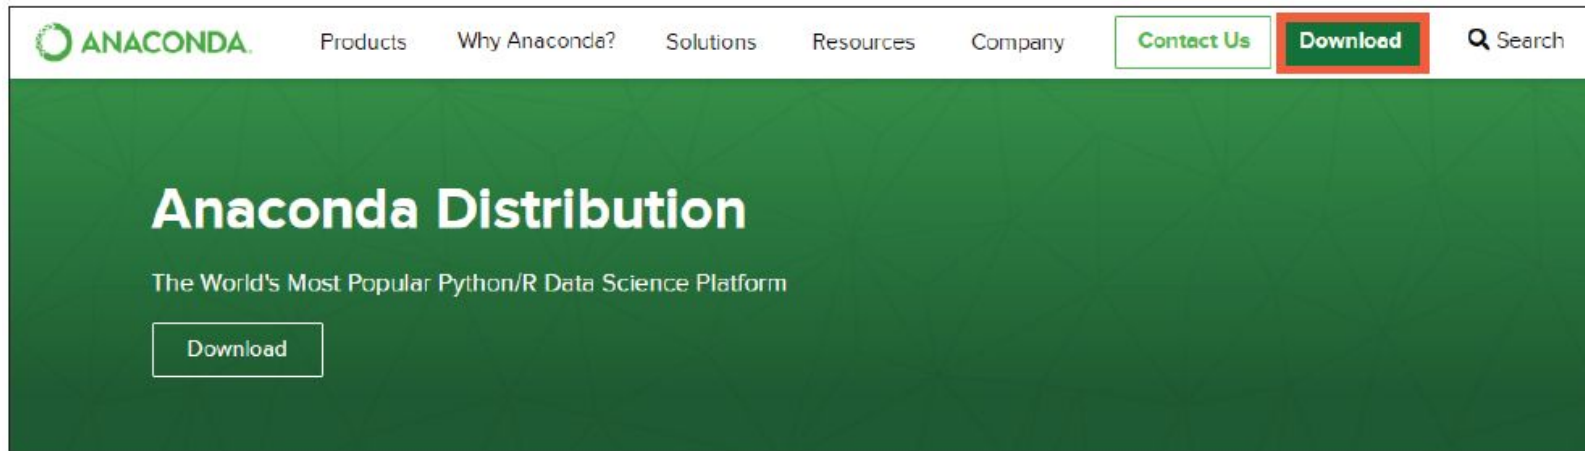 ANACONDA. Products Why Anaconda? Solutions Resources Company Contact Us Download Search
Anaconda Distribution
The World's Most Popular Python/R Data Science Platform
Download